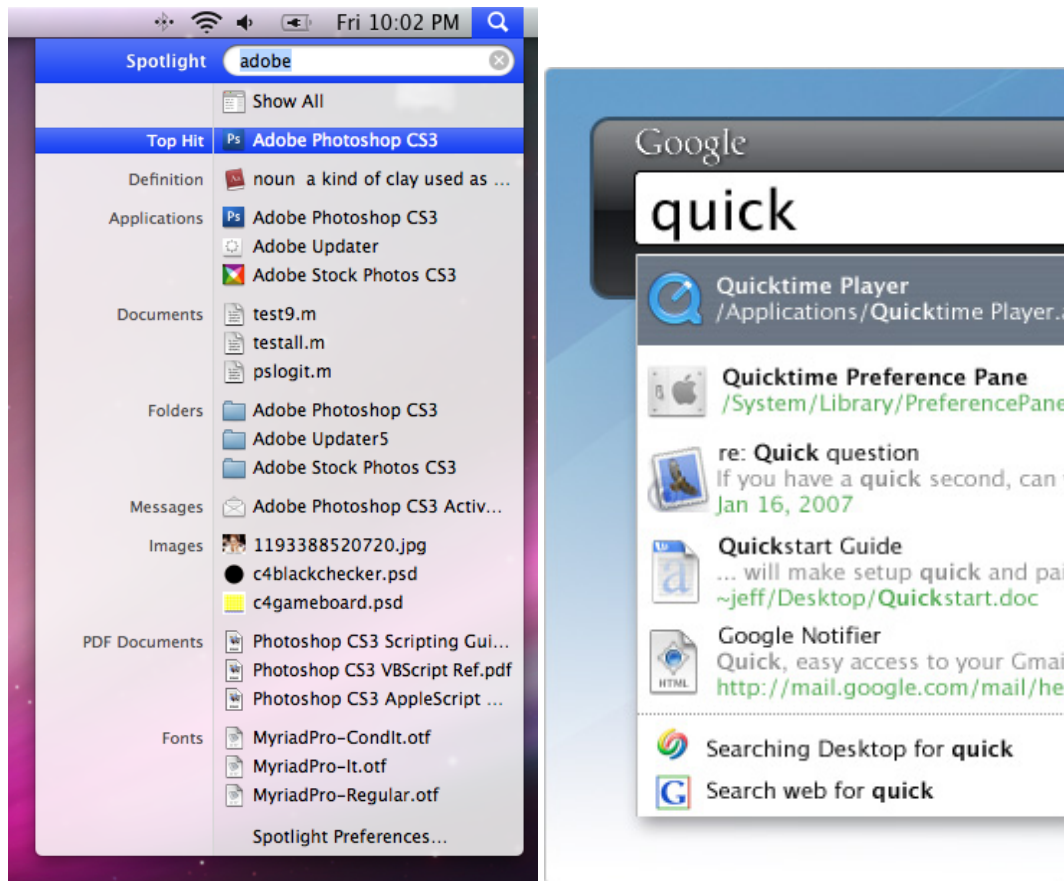 Fri 10:02 PM
Spotlight adobe
Show All
Top Hit Ps Adobe Photoshop CS3
Definition Aa noun a kind of clay used as ...
Applications Ps Adobe Photoshop CS3
Adobe Updater
Adobe Stock Photos CS3
Documents test9.m
testall.m
pslogit.m
Folders Adobe Photoshop CS3
Adobe Updater5
Adobe Stock Photos CS3
Messages Adobe Photoshop CS3 Activ...
Images 1193388520720.jpg
c4blackchecker.psd
c4gameboard.psd
PDF Documents Photoshop CS3 Scripting Gui...
Photoshop CS3 VBScript Ref.pdf
Photoshop CS3 AppleScript ...
Fonts MyriadPro-CondIt.otf
MyriadPro-It.otf
MyriadPro-Regular.otf
Spotlight Preferences...
Google
quick
Quicktime Player
/Applications/Quicktime Player.a
Quicktime Preference Pane
/System/Library/PreferencePane
re: Quick question
If you have a quick second, can
Jan 16, 2007
Quickstart Guide
... will make setup quick and pai
~jeff/Desktop/Quickstart.doc
Google Notifier
Quick, easy access to your Gmai
HTML http://mail.google.com/mail/he
Searching Desktop for quick
G Search web for quick